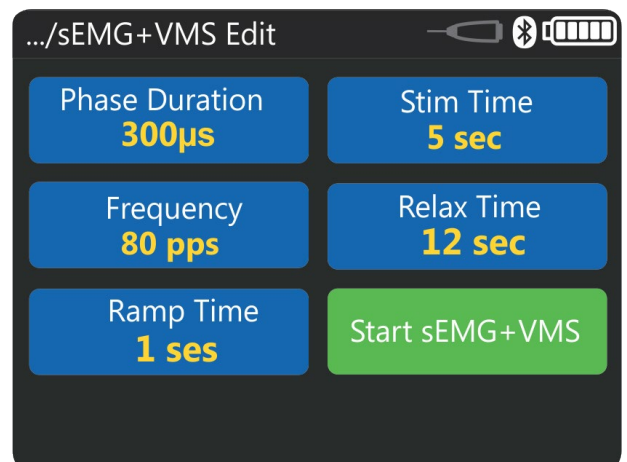 .../sEMG+VMS Edit
Phase Duration
300µs
Stim Time
5 sec
Frequency
80 pps
Relax Time
12 sec
Ramp Time
1 ses
Start sEMG+VMS